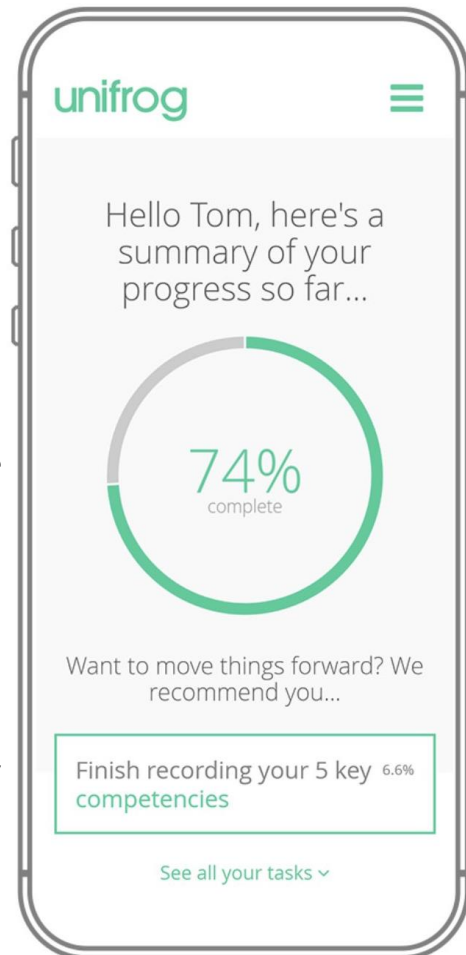 unifrog
Hello Tom, here's a
summary of your
progress so far...
74%
complete
Want to move things forward? We
recommend you...
Finish recording your 5 key 6.6%
competencies
See all your tasks